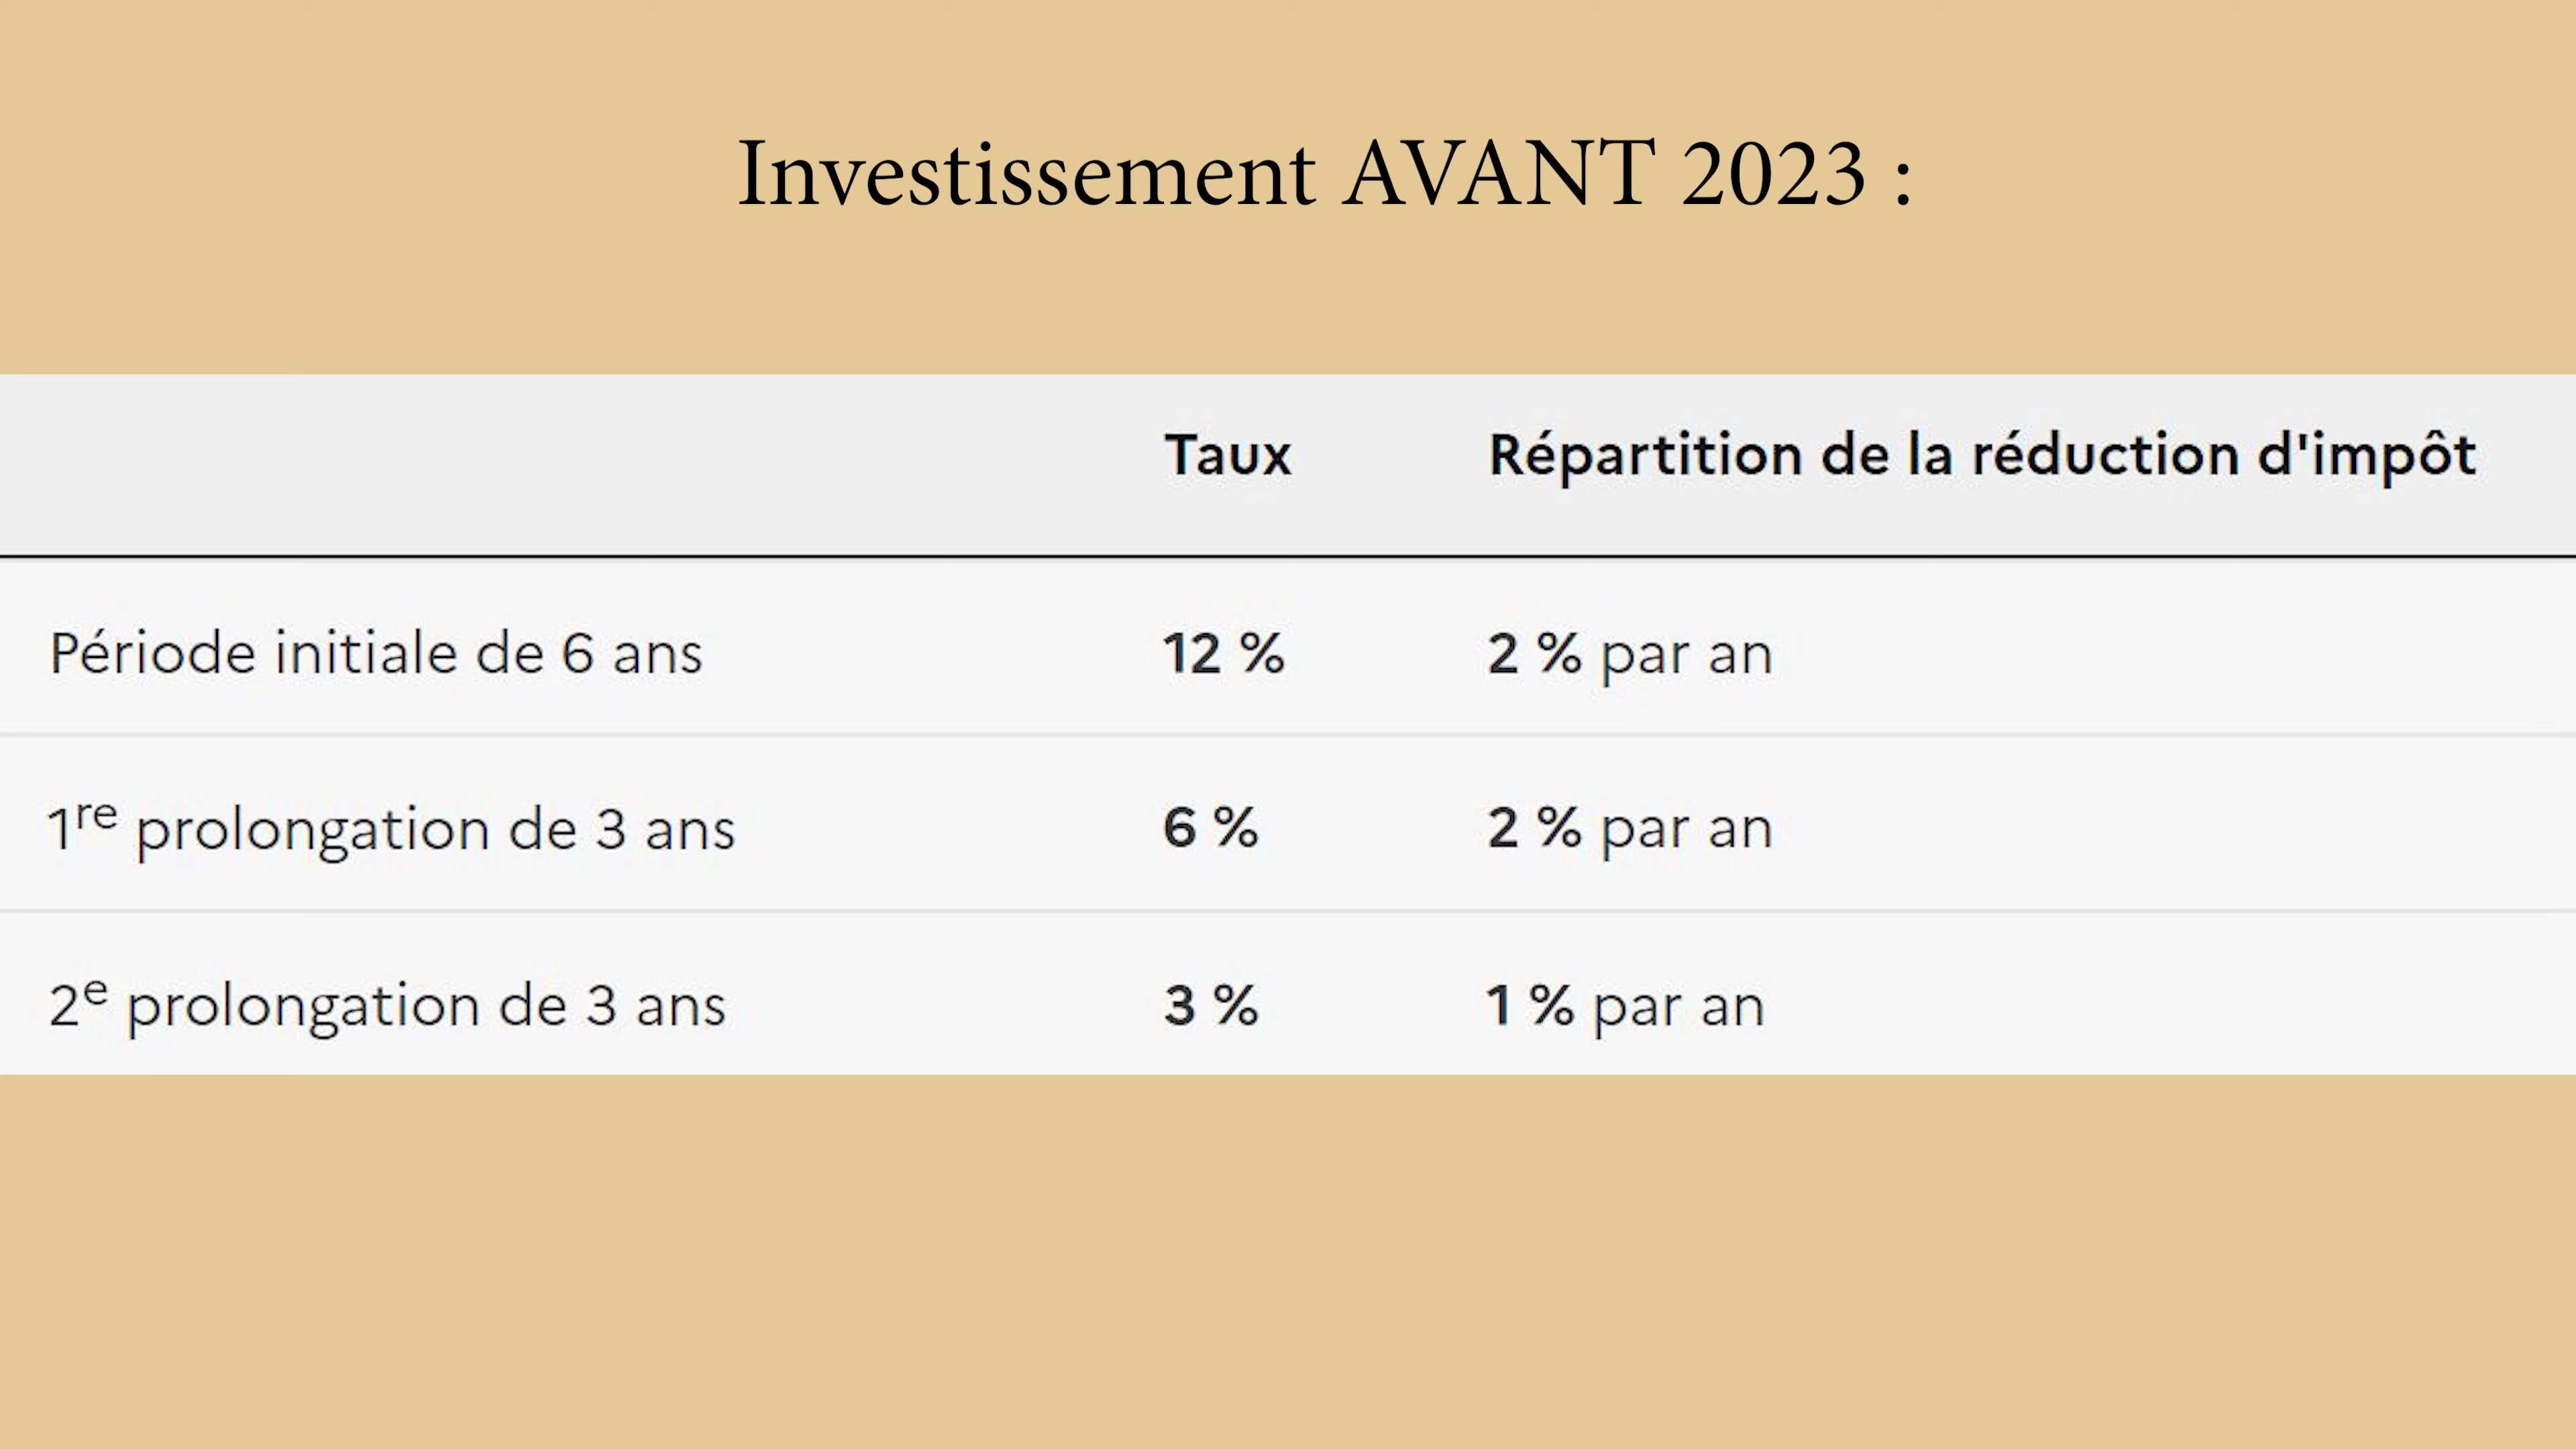 Investissement AVANT 2023 :
Taux Répartition de la réduction d'impôt
Période initiale de 6 ans 12 % 2 % par an
1re prolongation de 3 ans 6 % 2 % par an
2e prolongation de 3 ans 3 % 1 % par an